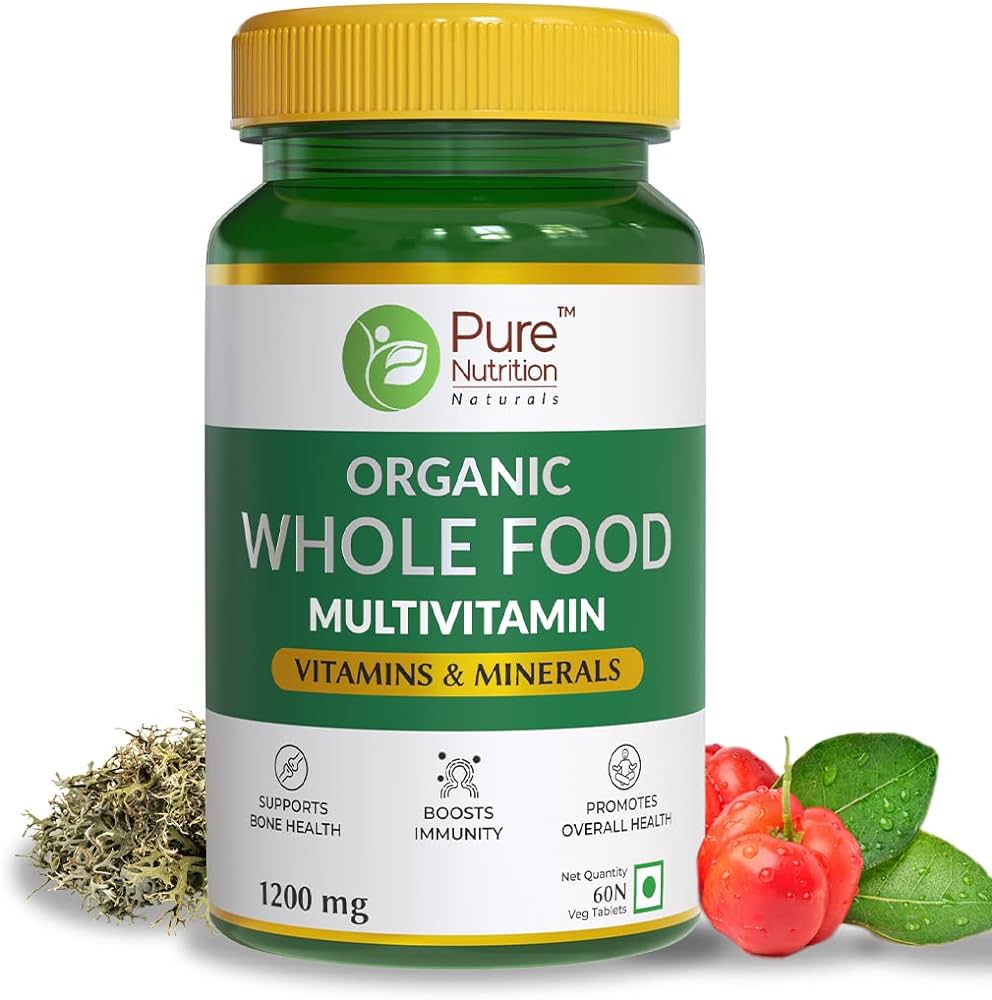 Pure™
Nutrition
Naturals
ORGANIC
WHOLE FOOD
MULTIVITAMIN
VITAMINS & MINERALS
SUPPORTS
BONE HEALTH
BOOSTS
IMMUNITY
PROMOTES
OVERALL HEALTH
1200 mg
Net Quantity
60N
Veg Tablets